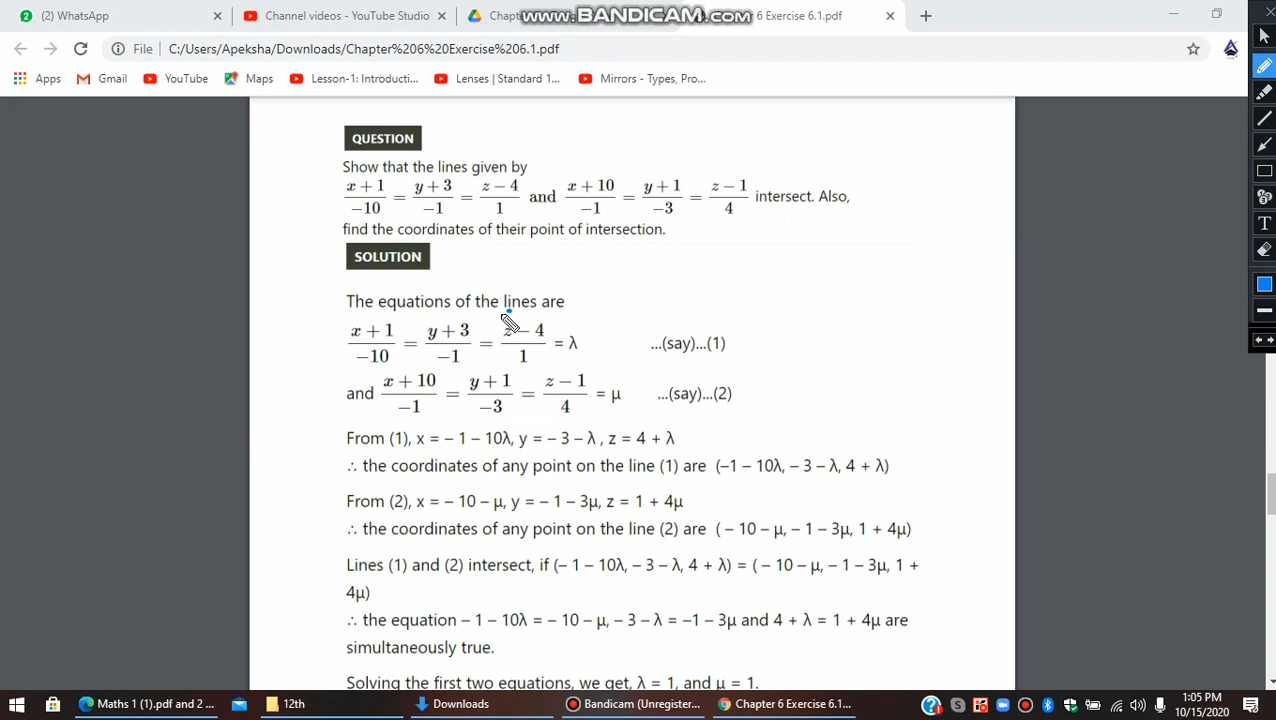 (2) WhatsApp Channel videos - YouTube Studio Chapt www.BANDICAM.com 6 Exercise 6.1.pdf
File C:/Users/Apeksha/Downloads/Chapter%206%20Exercise%206.1.pdf
Apps Gmail YouTube Maps Lesson-1: Introducti... Lenses | Standard 1... Mirrors - Types, Pro...
QUESTION
Show that the lines given by
x + 1 / −10 = y + 3 / −1 = z − 4 / 1 and x + 10 / −1 = y + 1 / −3 = z − 1 / 4 intersect. Also,
find the coordinates of their point of intersection.
SOLUTION
The equations of the lines are
x + 1 / −10 = y + 3 / −1 = z − 4 / 1 = λ ...(say)...(1)
and x + 10 / −1 = y + 1 / −3 = z − 1 / 4 = μ ...(say)...(2)
From (1), x = – 1 – 10λ, y = – 3 – λ , z = 4 + λ
∴ the coordinates of any point on the line (1) are (–1 – 10λ, – 3 – λ, 4 + λ)
From (2), x = – 10 – μ, y = – 1 – 3μ, z = 1 + 4μ
∴ the coordinates of any point on the line (2) are ( – 10 – μ, – 1 – 3μ, 1 + 4μ)
Lines (1) and (2) intersect, if (– 1 – 10λ, – 3 – λ, 4 + λ) = ( – 10 – μ, – 1 – 3μ, 1 +
4μ)
∴ the equation – 1 – 10λ = – 10 – μ, – 3 – λ = –1 – 3μ and 4 + λ = 1 + 4μ are
simultaneously true.
Solving the first two equations, we get, λ = 1, and μ = 1.
Maths 1 (1).pdf and 2 ... 12th Downloads Bandicam (Unregister... Chapter 6 Exercise 6.1... 1:05 PM
10/15/2020